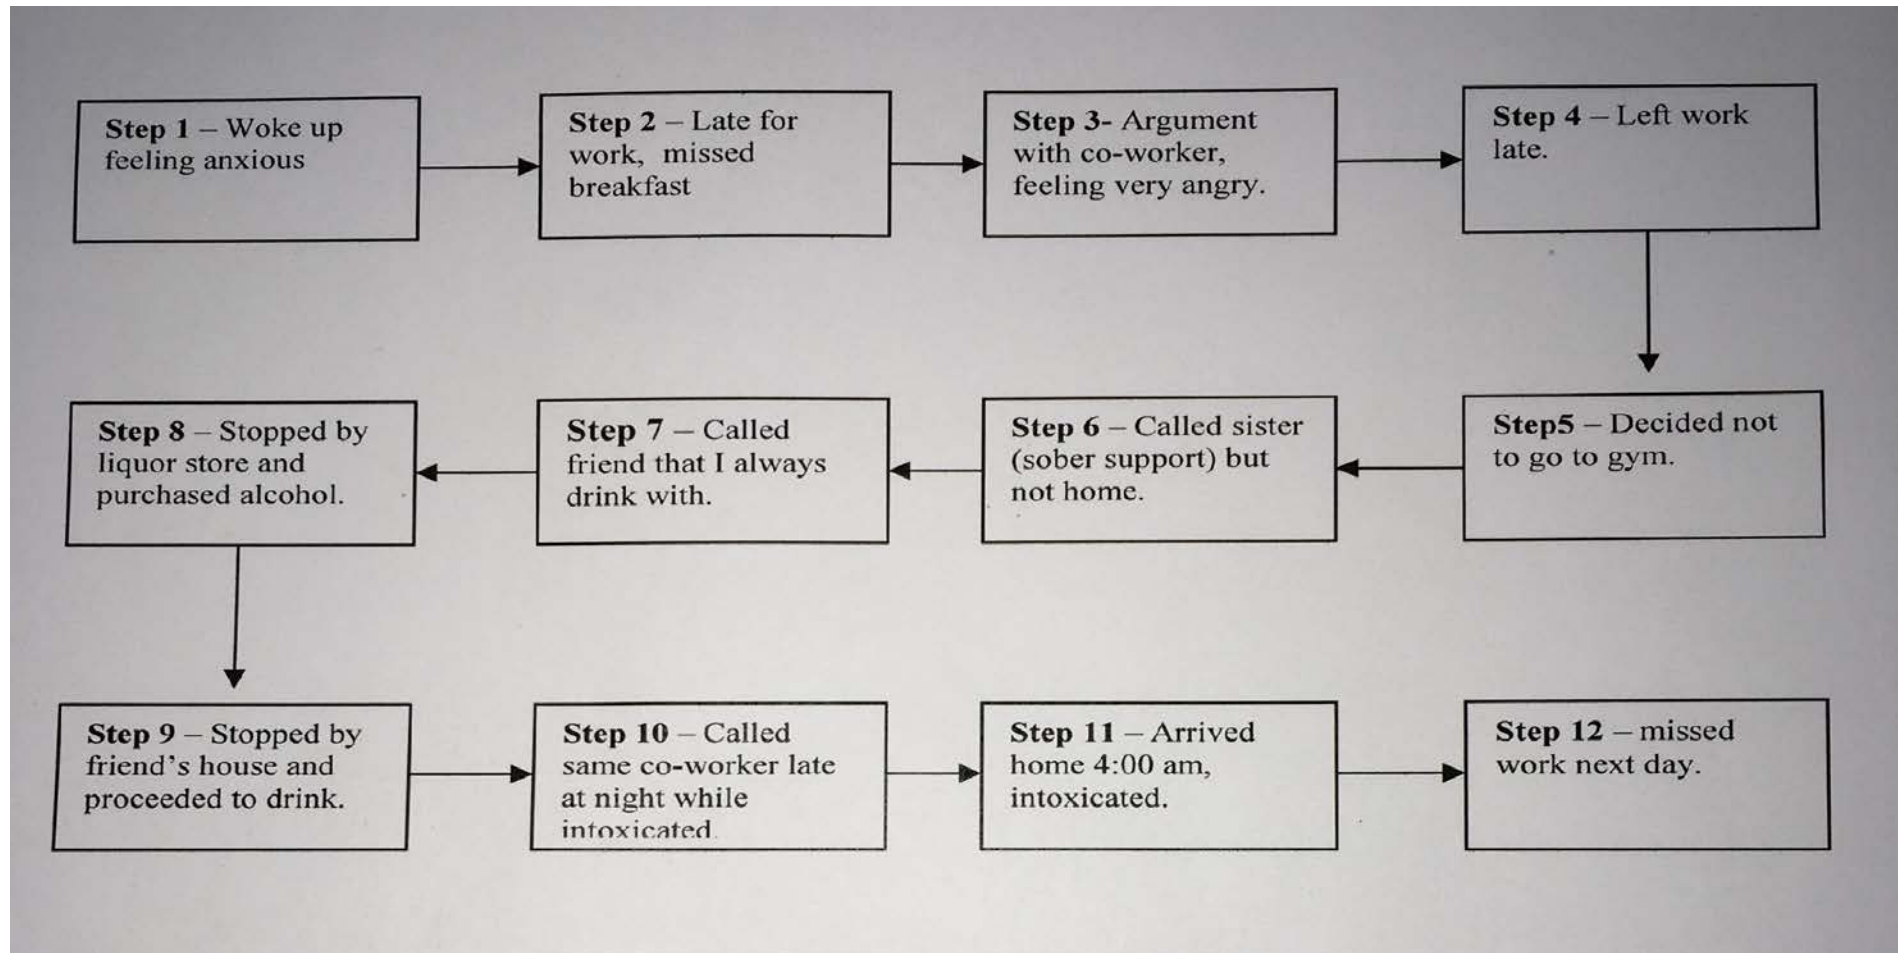 Step 1 – Woke up
feeling anxious
Step 2 – Late for
work, missed
breakfast
Step 3- Argument
with co-worker,
feeling very angry.
Step 4 – Left work
late.
Step5 – Decided not
to go to gym.
Step 6 – Called sister
(sober support) but
not home.
Step 7 – Called
friend that I always
drink with.
Step 8 – Stopped by
liquor store and
purchased alcohol.
Step 9 – Stopped by
friend's house and
proceeded to drink.
Step 10 – Called
same co-worker late
at night while
intoxicated.
Step 11 – Arrived
home 4:00 am,
intoxicated.
Step 12 – missed
work next day.